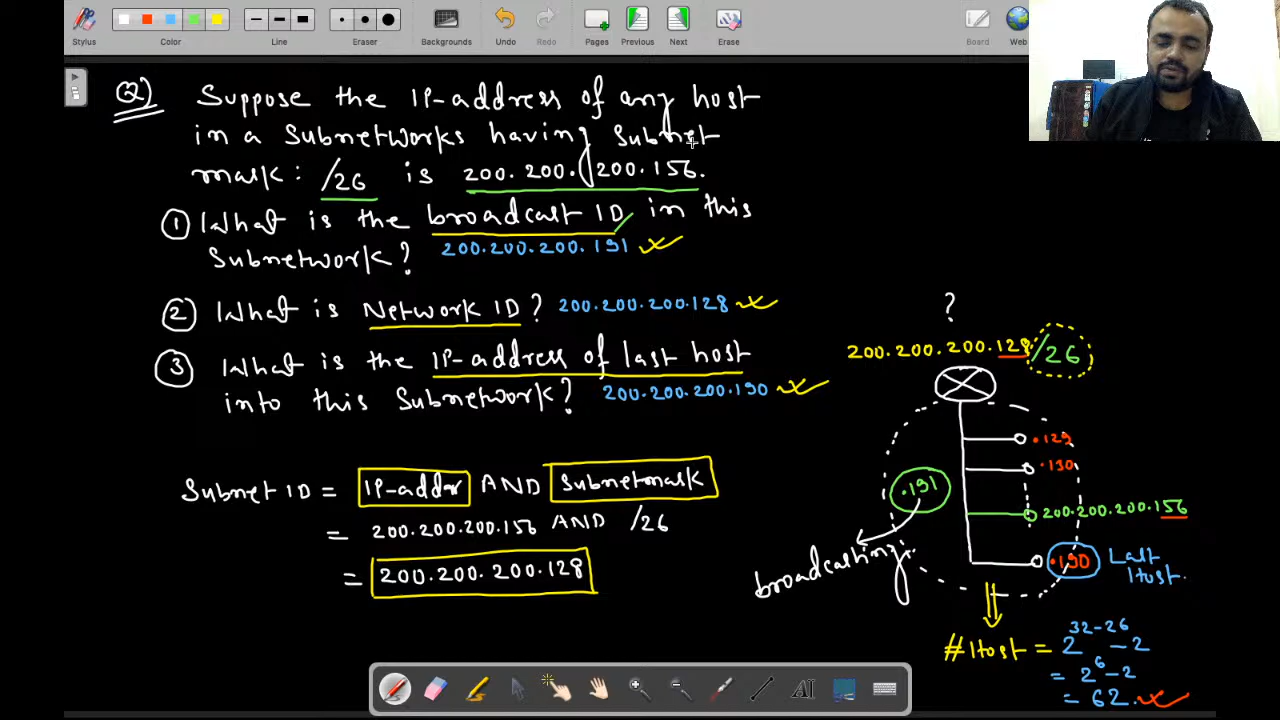 Stylus Color Line Eraser Backgrounds Undo Redo Pages Previous Next Erase Board Web
Q2) Suppose the IP-address of any host
in a Subnetworks having Subnet
mask: /26 is 200.200.200.156.
① What is the broadcast ID in this
Subnetwork? 200.200.200.191
② What is Network ID? 200.200.200.128
③ What is the IP-address of last host
into this Subnetwork? 200.200.200.190
Subnet ID = IP-addr AND Subnetmask
= 200.200.200.156 AND /26
= 200.200.200.128
?
200.200.200.128/26
.129
.130
.191
200.200.200.156
broadcasting
.190 Last
Host.
#Host = 2^32-26 - 2
= 2^6 - 2
= 62.